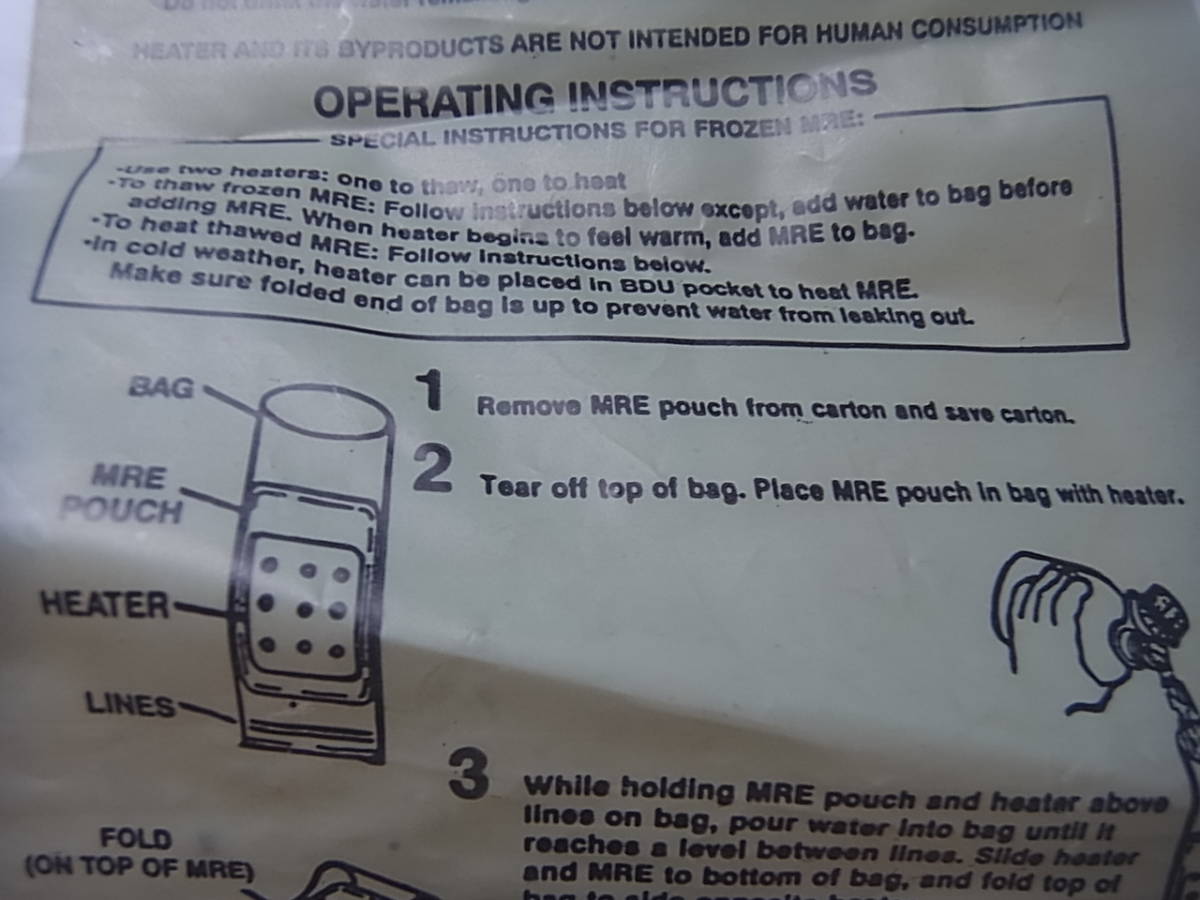 HEATER AND ITS BYPRODUCTS ARE NOT INTENDED FOR HUMAN CONSUMPTION
OPERATING INSTRUCTIONS
SPECIAL INSTRUCTIONS FOR FROZEN MRE:
-Use two heaters: one to thaw, one to heat
-To thaw frozen MRE: Follow instructions below except, add water to bag before
adding MRE. When heater begins to feel warm, add MRE to bag.
-To heat thawed MRE: Follow instructions below.
-In cold weather, heater can be placed in BDU pocket to heat MRE.
Make sure folded end of bag is up to prevent water from leaking out.
BAG
MRE
POUCH
HEATER
LINES
1 Remove MRE pouch from carton and save carton.
2 Tear off top of bag. Place MRE pouch in bag with heater.
3 While holding MRE pouch and heater above
lines on bag, pour water into bag until it
reaches a level between lines. Slide heater
and MRE to bottom of bag, and fold top of
FOLD
(ON TOP OF MRE)